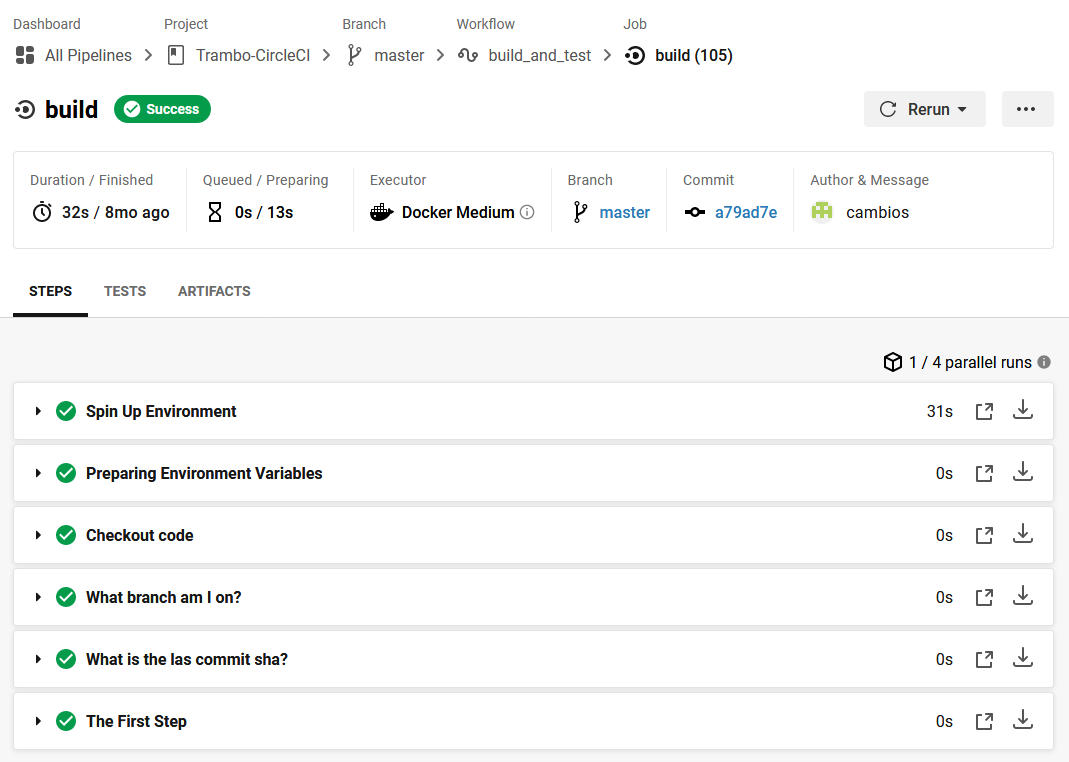 Dashboard Project Branch Workflow Job
All Pipelines Trambo-CircleCI master build_and_test build (105)
build Success Rerun
Duration / Finished Queued / Preparing Executor Branch Commit Author & Message
32s / 8mo ago 0s / 13s Docker Medium master a79ad7e cambios
STEPS TESTS ARTIFACTS
1 / 4 parallel runs
Spin Up Environment 31s
Preparing Environment Variables 0s
Checkout code 0s
What branch am I on? 0s
What is the las commit sha? 0s
The First Step 0s